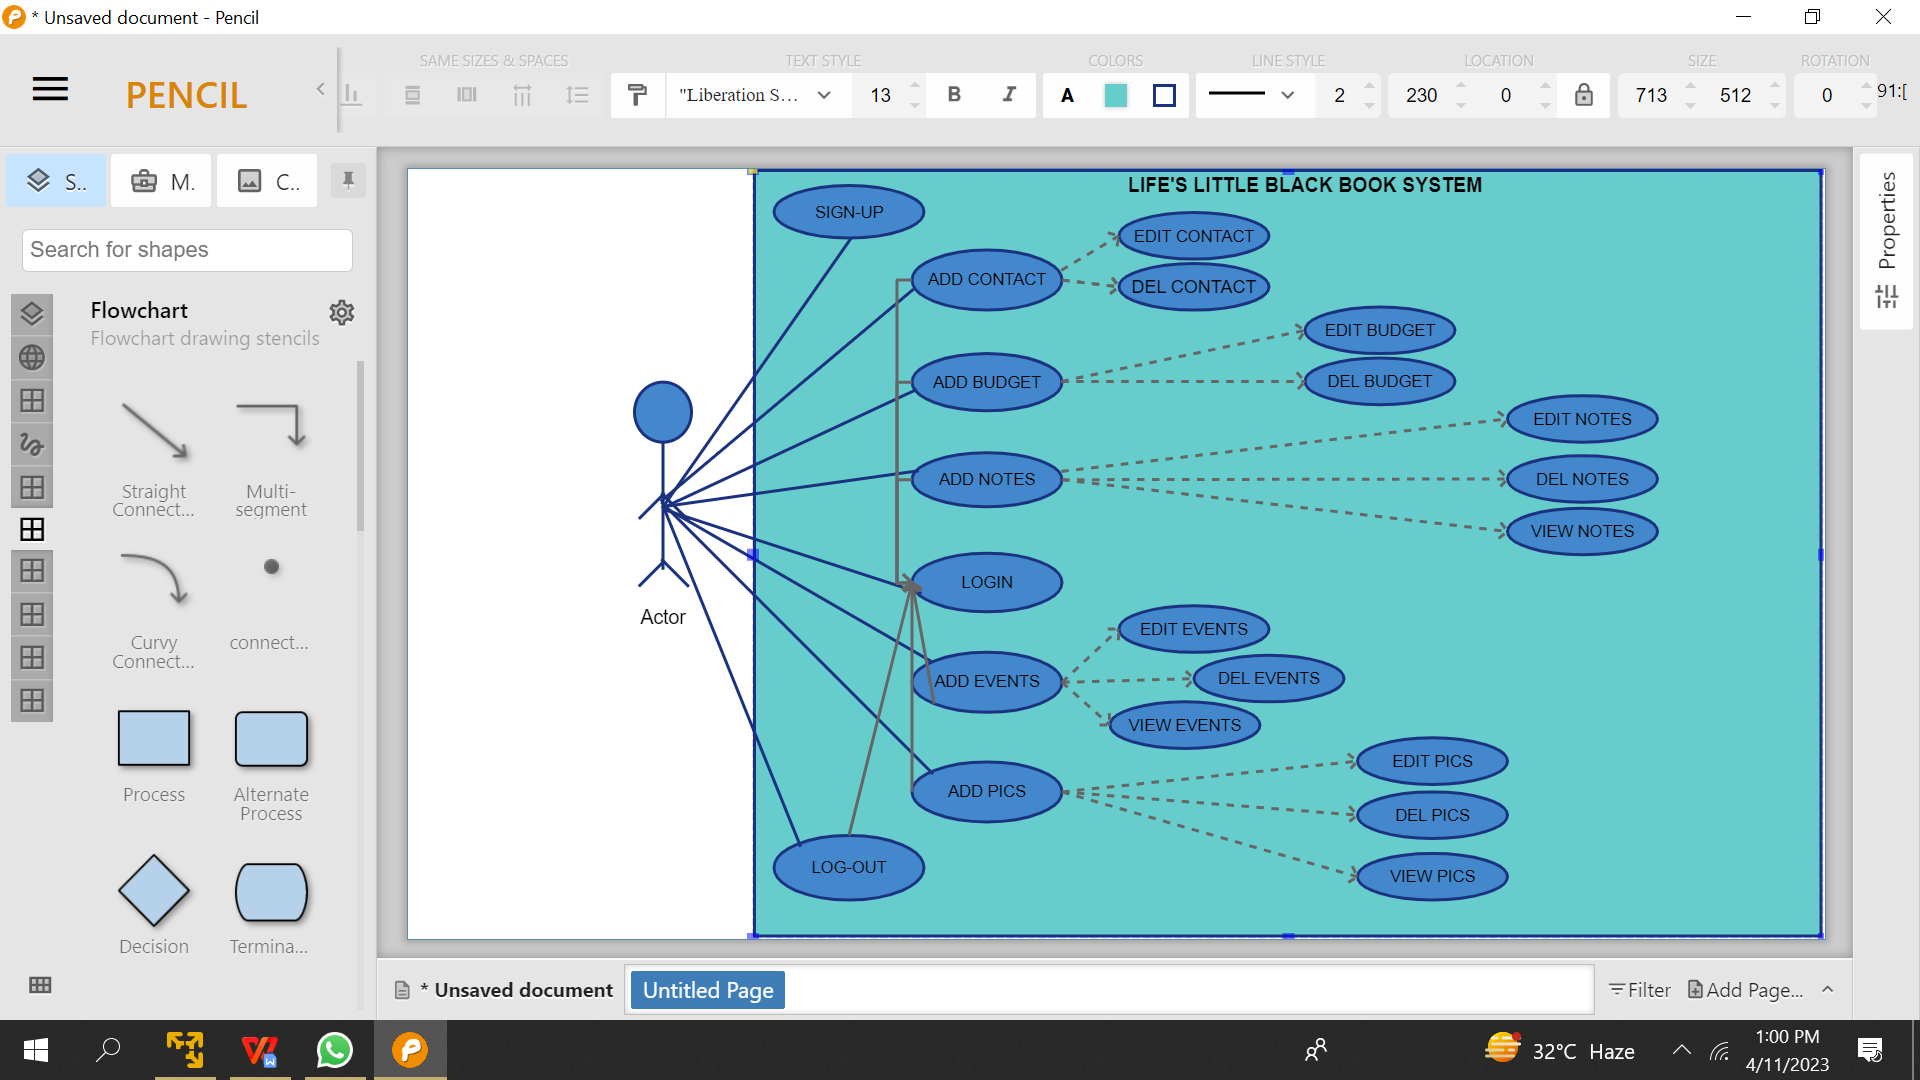 * Unsaved document - Pencil
PENCIL
SAME SIZES & SPACES
TEXT STYLE
COLORS
LINE STYLE
LOCATION
SIZE
ROTATION
"Liberation S...
13
B
I
A
2
230
0
713
512
0
91:[
S..
M.
C..
Search for shapes
Flowchart
Flowchart drawing stencils
Straight Connect...
Multi-segment
Curvy Connect...
connect...
Process
Alternate Process
Decision
Termina...
LIFE'S LITTLE BLACK BOOK SYSTEM
SIGN-UP
EDIT CONTACT
ADD CONTACT
DEL CONTACT
EDIT BUDGET
ADD BUDGET
DEL BUDGET
EDIT NOTES
ADD NOTES
DEL NOTES
VIEW NOTES
LOGIN
Actor
EDIT EVENTS
ADD EVENTS
DEL EVENTS
VIEW EVENTS
EDIT PICS
ADD PICS
DEL PICS
LOG-OUT
VIEW PICS
Properties
* Unsaved document
Untitled Page
Filter
Add Page...
32°C Haze
1:00 PM
4/11/2023